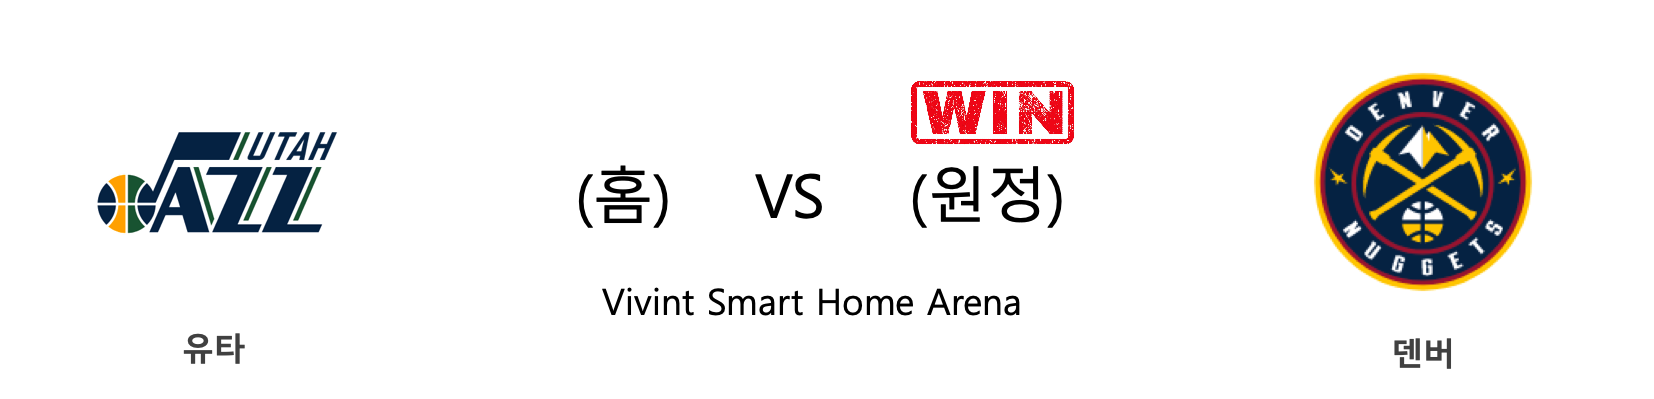 UTAH
JAZZ
유타
(홈) VS (원정)
WIN
Vivint Smart Home Arena
DENVER
NUGGETS
덴버